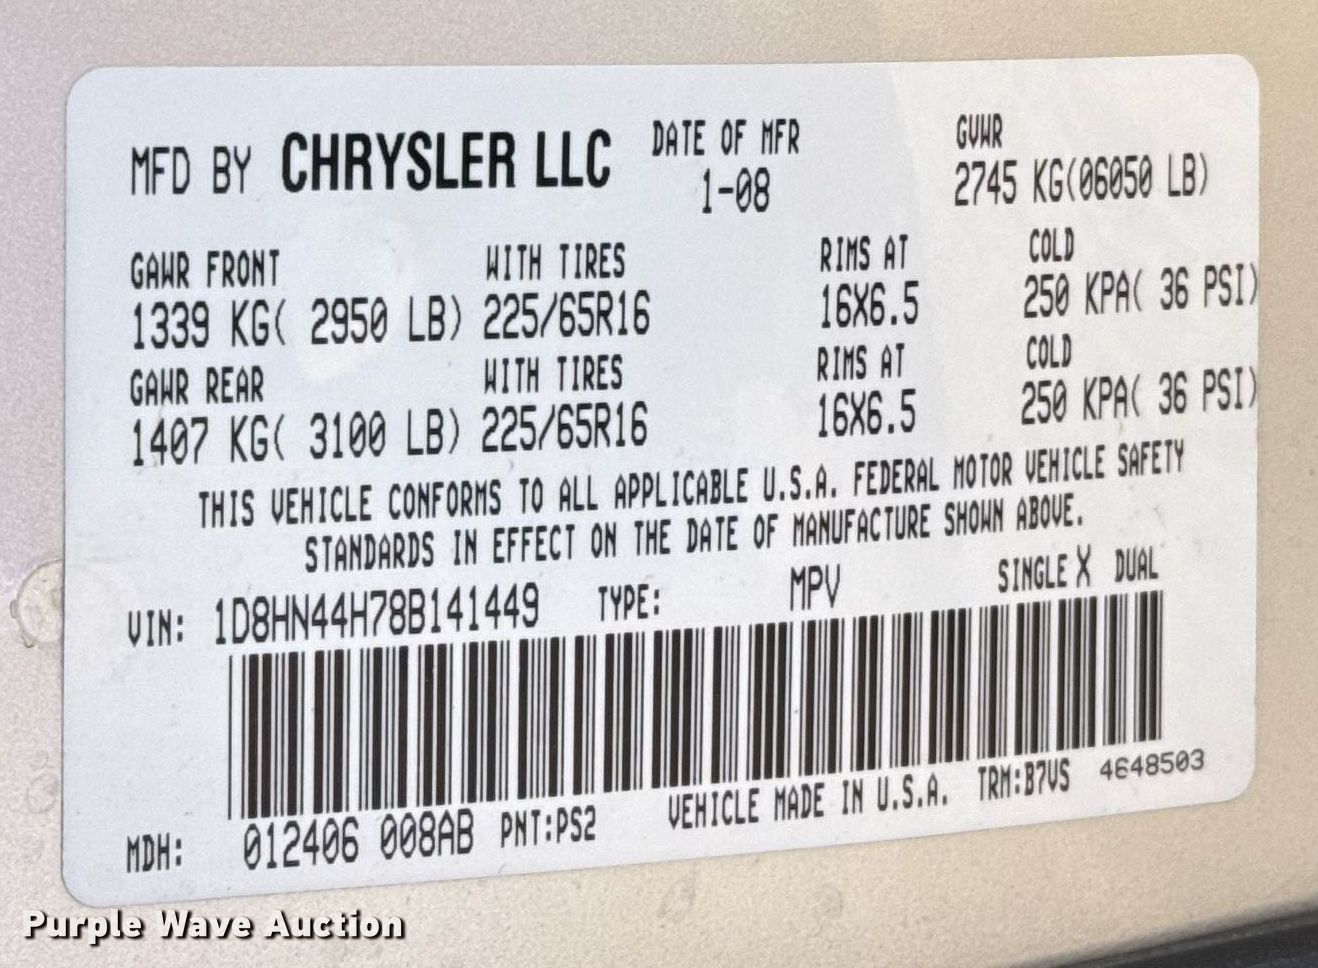 MFD BY CHRYSLER LLC DATE OF MFR GVWR
1-08 2745 KG(06050 LB)
GAWR FRONT WITH TIRES RIMS AT COLD
1339 KG( 2950 LB) 225/65R16 16X6.5 250 KPA( 36 PSI)
GAWR REAR WITH TIRES RIMS AT COLD
1407 KG( 3100 LB) 225/65R16 16X6.5 250 KPA( 36 PSI)
THIS VEHICLE CONFORMS TO ALL APPLICABLE U.S.A. FEDERAL MOTOR VEHICLE SAFETY
STANDARDS IN EFFECT ON THE DATE OF MANUFACTURE SHOWN ABOVE.
VIN: 1D8HN44H78B141449 TYPE: MPV SINGLE X DUAL
MDH: 012406 008AB PNT:PS2 VEHICLE MADE IN U.S.A. TRM:B7VS 4648503
Purple Wave Auction